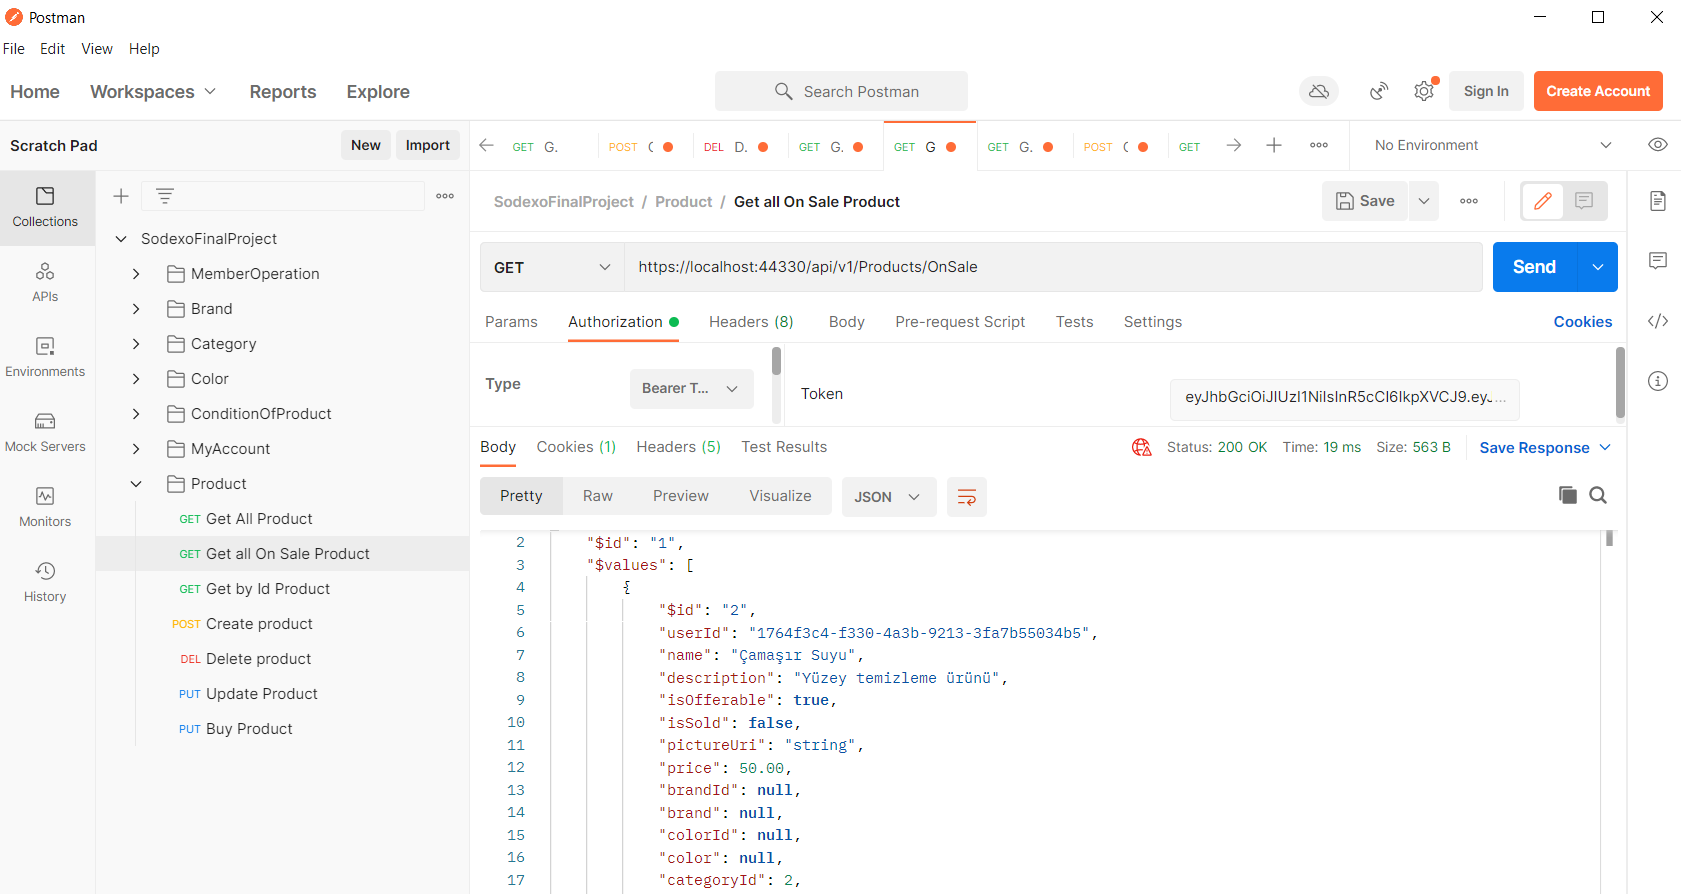 Postman
File Edit View Help
Home Workspaces Reports Explore Search Postman Sign In Create Account
Scratch Pad New Import GET G. POST DEL D. GET G. GET G GET G. POST GET No Environment
Collections
APIs
Environments
Mock Servers
Monitors
History
SodexoFinalProject
MemberOperation
Brand
Category
Color
ConditionOfProduct
MyAccount
Product
GET Get All Product
GET Get all On Sale Product
GET Get by Id Product
POST Create product
DEL Delete product
PUT Update Product
PUT Buy Product
SodexoFinalProject / Product / Get all On Sale Product Save
GET https://localhost:44330/api/v1/Products/OnSale Send
Params Authorization Headers (8) Body Pre-request Script Tests Settings Cookies
Type Bearer T... Token eyJhbGciOiJIUzI1NiIsInR5cCI6IkpXVCJ9.eyJ...
Body Cookies (1) Headers (5) Test Results Status: 200 OK Time: 19 ms Size: 563 B Save Response
Pretty Raw Preview Visualize JSON
2 "$id": "1",
3 "$values": [
4 {
5 "$id": "2",
6 "userId": "1764f3c4-f330-4a3b-9213-3fa7b55034b5",
7 "name": "Çamaşır Suyu",
8 "description": "Yüzey temizleme ürünü",
9 "isOfferable": true,
10 "isSold": false,
11 "pictureUri": "string",
12 "price": 50.00,
13 "brandId": null,
14 "brand": null,
15 "colorId": null,
16 "color": null,
17 "categoryId": 2,